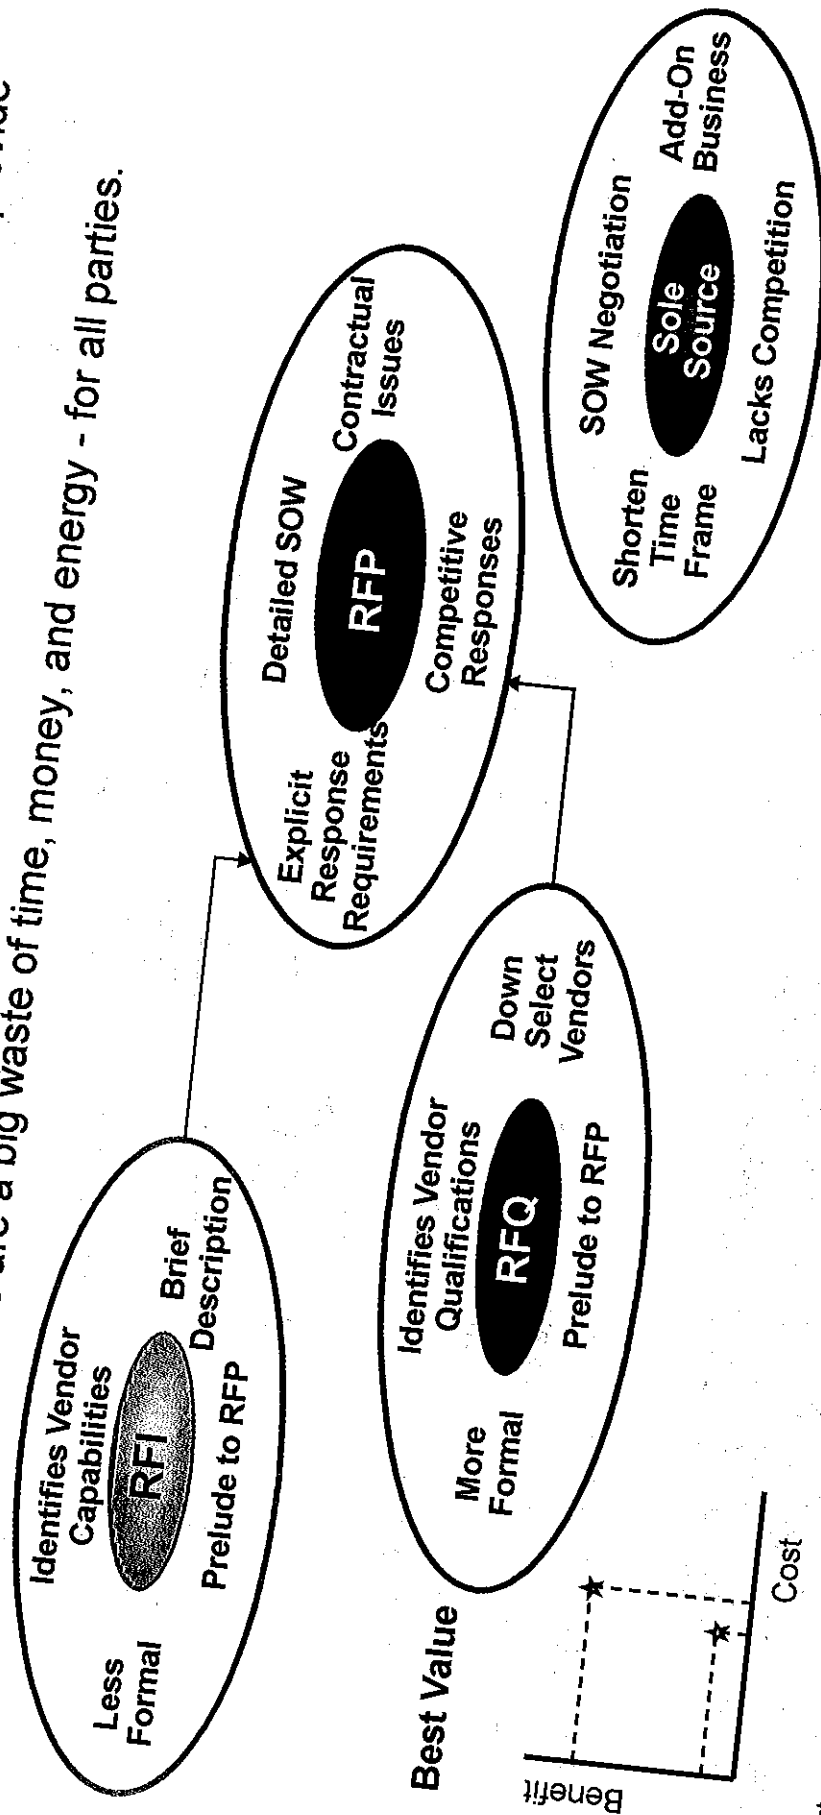 are a big waste of time, money, and energy - for all parties.
Identifies Vendor
Capabilities
Less
Formal
RFI
Brief
Description
Prelude to RFP
Detailed SOW
Explicit
Response
Requirements
RFP
Contractual
Issues
Competitive
Responses
Identifies Vendor
Qualifications
More
Formal
RFQ
Down
Select
Vendors
Prelude to RFP
SOW Negotiation
Shorten
Time
Frame
Sole
Source
Add-On
Business
Lacks Competition
Best Value
Benefit
Cost